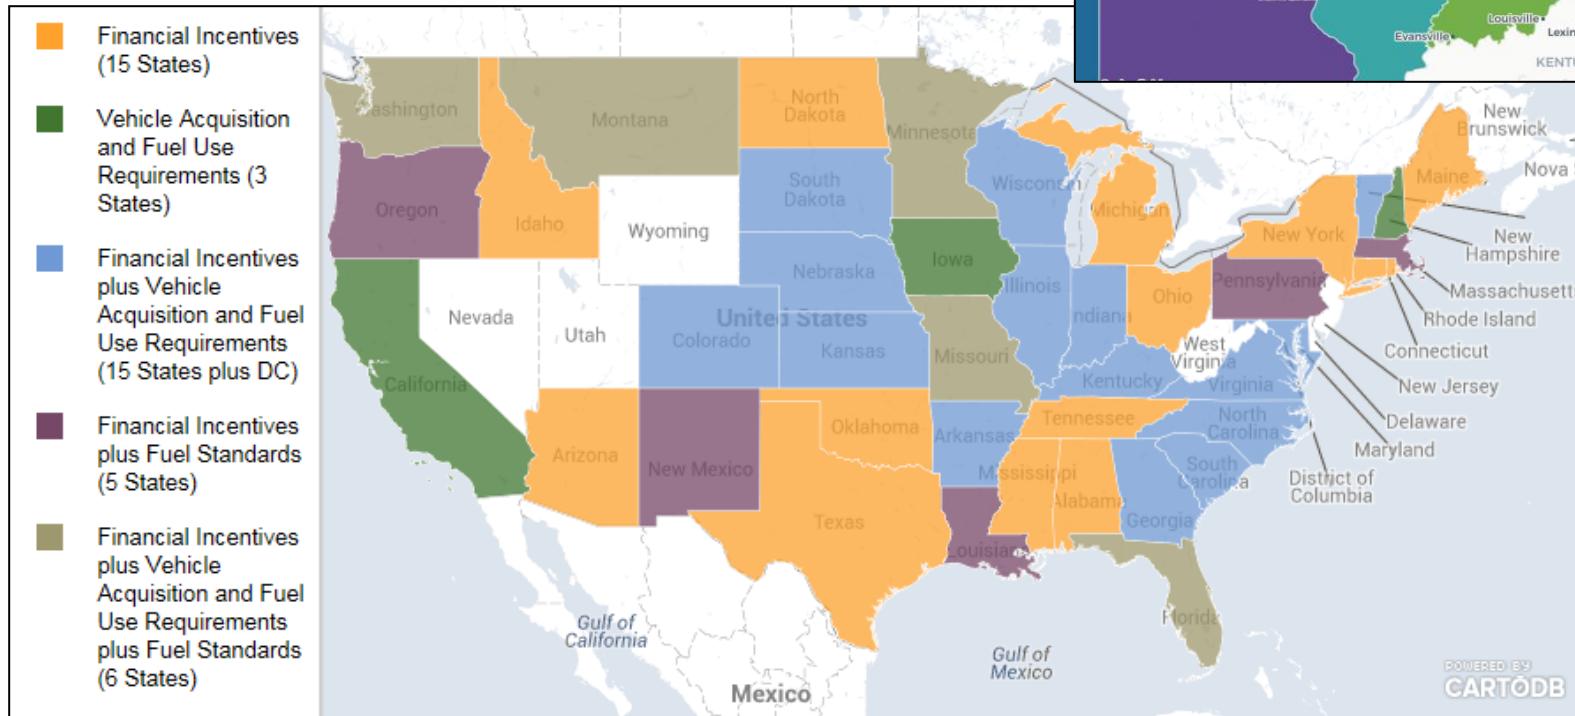 Financial Incentives
(15 States)
Vehicle Acquisition
and Fuel Use
Requirements (3
States)
Financial Incentives
plus Vehicle
Acquisition and Fuel
Use Requirements
(15 States plus DC)
Financial Incentives
plus Fuel Standards
(5 States)
Financial Incentives
plus Vehicle
Acquisition and Fuel
Use Requirements
plus Fuel Standards
(6 States)
Louisville
Evansville
Lexin
KENTU
ashington
Montana
North
Dakota
Minnesota
Oregon
Idaho
Wyoming
South
Dakota
Wisconsin
Michigan
New York
Maine
New
Brunswick
Nova
Nevada
Utah
Nebraska
Iowa
Illinois
ndiana
Ohio
Pennsylvania
New
Hampshire
Massachusett
Rhode Island
Connecticut
New Jersey
Delaware
Maryland
District of
Columbia
United States
California
Colorado
Kansas
Missouri
Kentucky
West
Virginia
Virginia
Arizona
New Mexico
Oklahoma
Arkansas
Tennessee
North
Carolina
South
Carolina
Texas
Louisian
Mississippi
Alabama
Georgia
Florida
Gulf of
California
Gulf of
Mexico
Mexico
POWERED BY
CARTODB